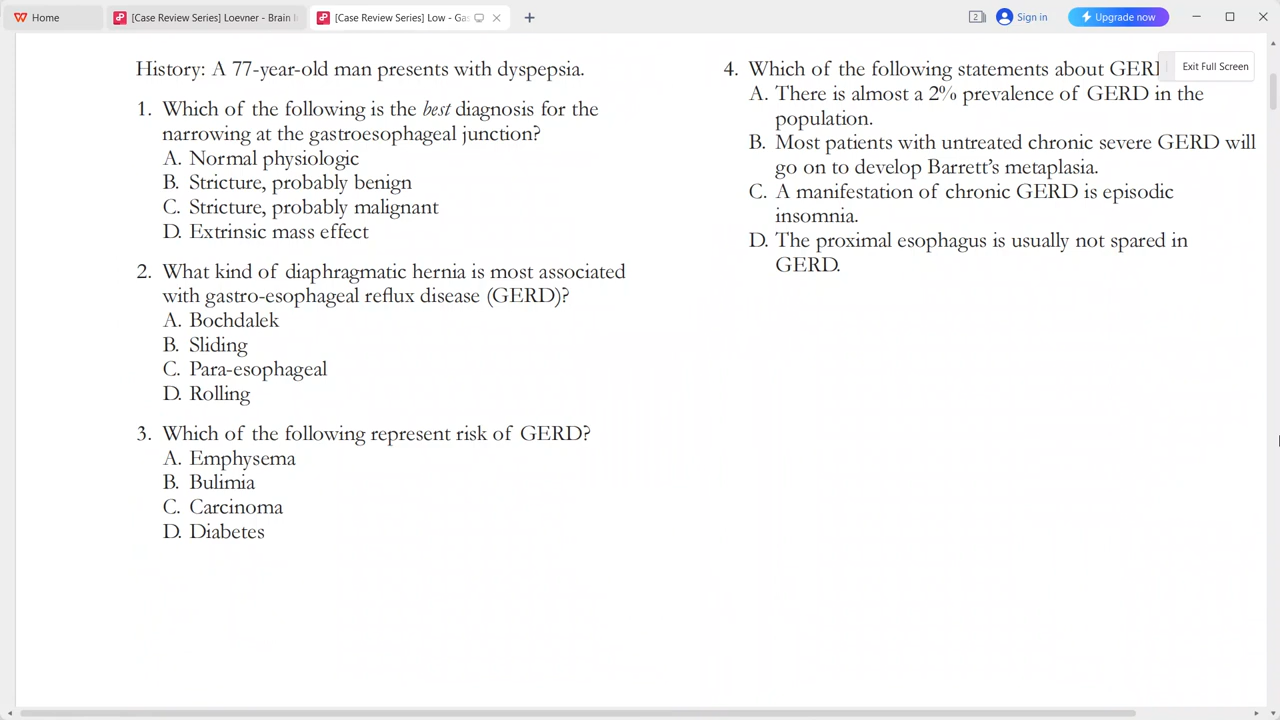 Home
[Case Review Series] Loevner - Brain I
[Case Review Series] Low - Gas
Sign in
Upgrade now
Exit Full Screen
History: A 77-year-old man presents with dyspepsia.
1. Which of the following is the best diagnosis for the
narrowing at the gastroesophageal junction?
A. Normal physiologic
B. Stricture, probably benign
C. Stricture, probably malignant
D. Extrinsic mass effect
2. What kind of diaphragmatic hernia is most associated
with gastro-esophageal reflux disease (GERD)?
A. Bochdalek
B. Sliding
C. Para-esophageal
D. Rolling
3. Which of the following represent risk of GERD?
A. Emphysema
B. Bulimia
C. Carcinoma
D. Diabetes
4. Which of the following statements about GERD
A. There is almost a 2% prevalence of GERD in the
population.
B. Most patients with untreated chronic severe GERD will
go on to develop Barrett's metaplasia.
C. A manifestation of chronic GERD is episodic
insomnia.
D. The proximal esophagus is usually not spared in
GERD.